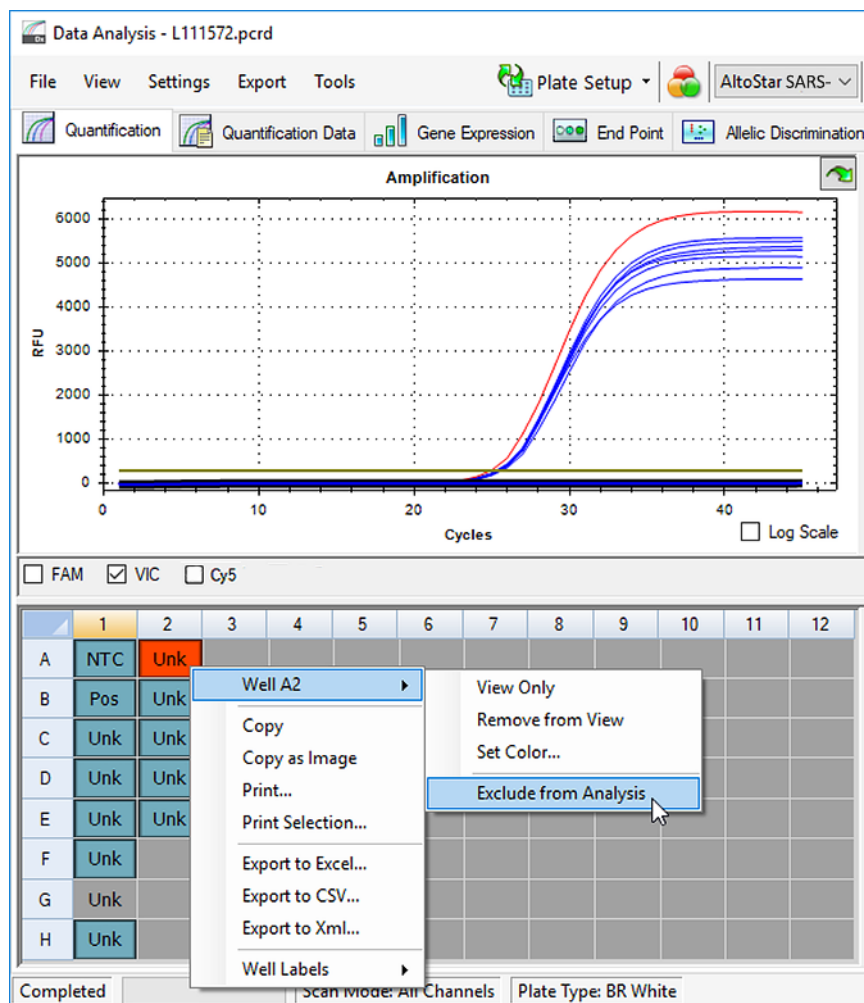 Data Analysis - L111572.pcrd
File View Settings Export Tools Plate Setup AltoStar SARS-
Quantification Quantification Data Gene Expression End Point Allelic Discrimination
Amplification
6000
5000
4000
3000
2000
1000
0
RFU
0 10 20 30 40
Cycles
Log Scale
FAM VIC Cy5
1 2 3 4 5 6 7 8 9 10 11 12
A NTC Unk
B Pos Unk
C Unk Unk
D Unk Unk
E Unk Unk
F Unk
G Unk
H Unk
Well A2
Copy
Copy as Image
Print...
Print Selection...
Export to Excel...
Export to CSV...
Export to Xml...
Well Labels
View Only
Remove from View
Set Color...
Exclude from Analysis
Completed Scan Mode: All Channels Plate Type: BR White